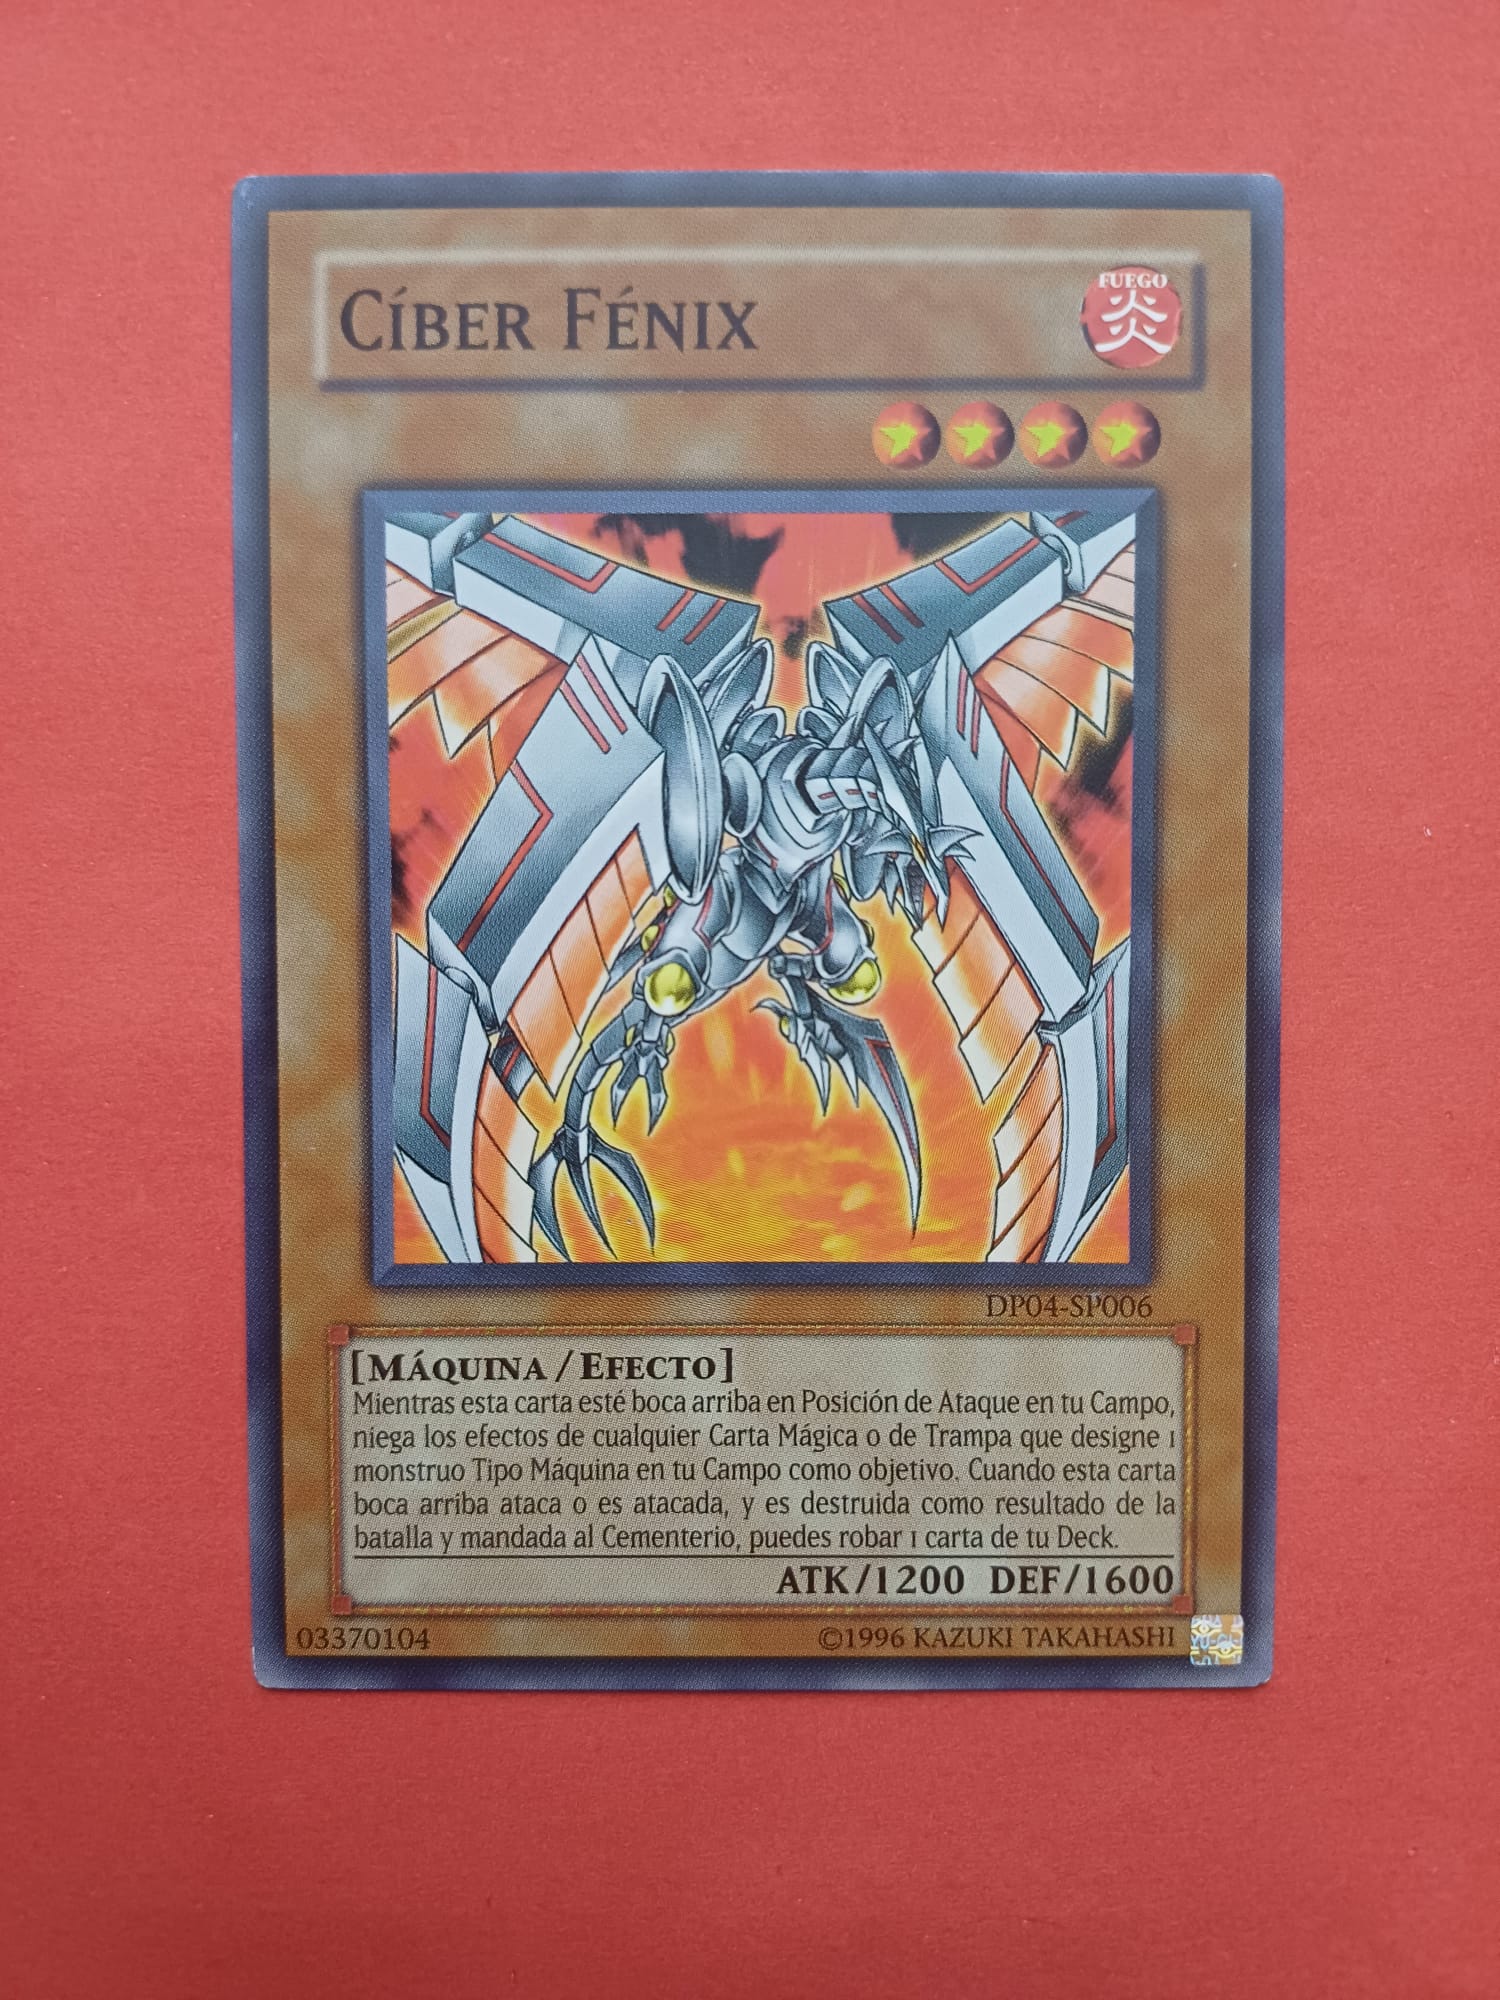 CÍBER FÉNIX
FUEGO
炎
DP04-SP006
[MÁQUINA / EFECTO]
Mientras esta carta esté boca arriba en Posición de Ataque en tu Campo,
niega los efectos de cualquier Carta Mágica o de Trampa que designe 1
monstruo Tipo Máquina en tu Campo como objetivo. Cuando esta carta
boca arriba ataca o es atacada, y es destruida como resultado de la
batalla y mandada al Cementerio, puedes robar 1 carta de tu Deck.
ATK/1200 DEF/1600
03370104
©1996 KAZUKI TAKAHASHI